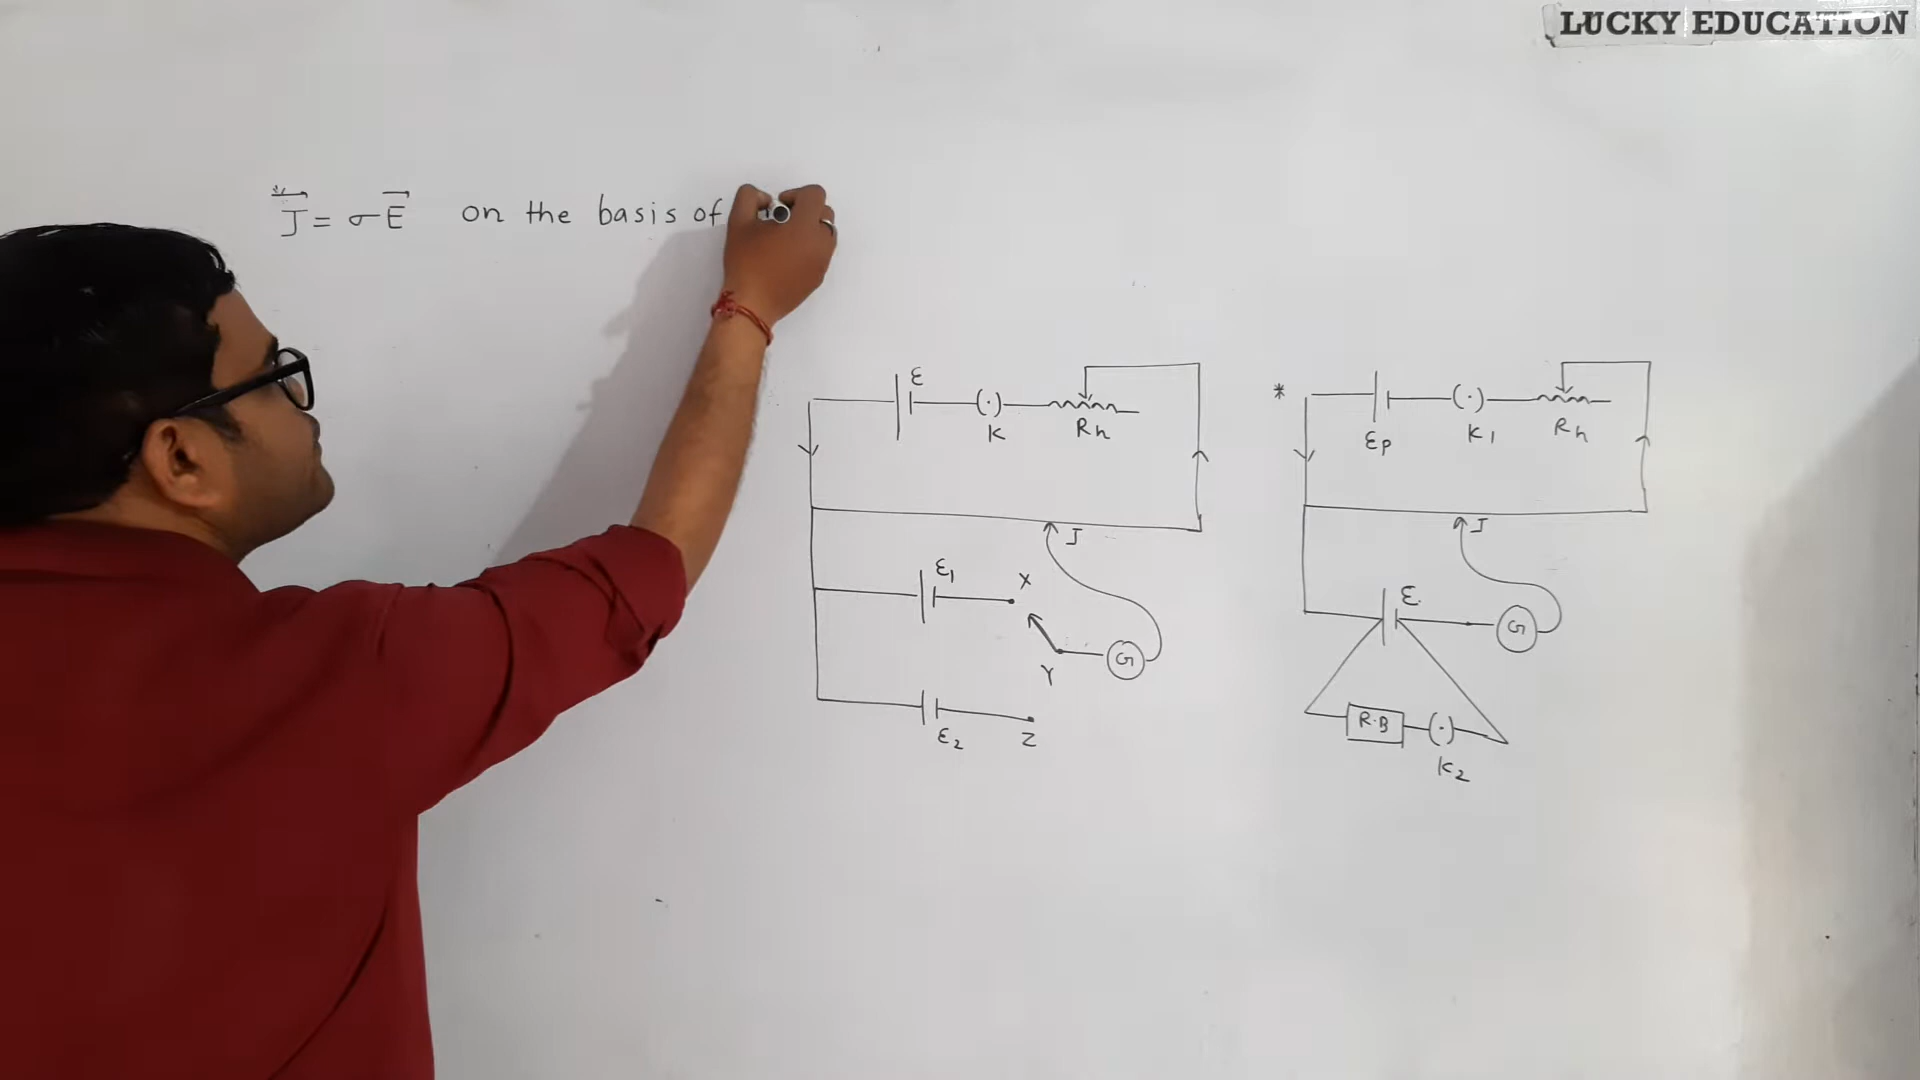 LUCKY EDUCATION
J = σE on the basis of
ε
K
Rh
J
ε1
X
Y
G
ε2
Z
*
εp
K1
Rh
J
ε
G
R·B
K2